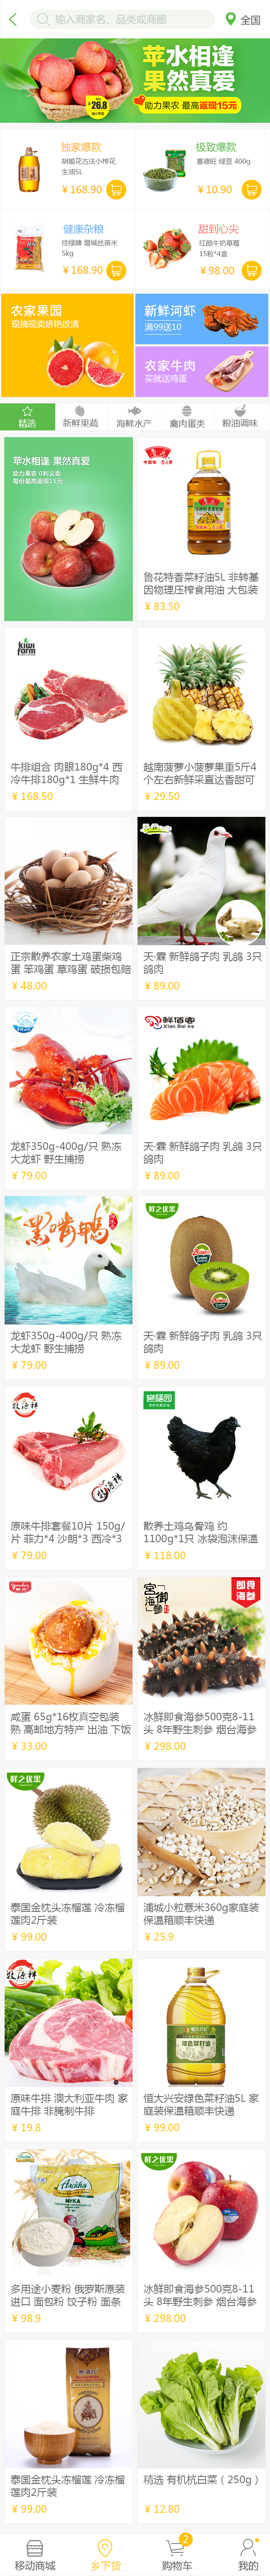 输入商家名、品类或商圈
全国
苹水相逢
果然真爱
¥26.8
助力果农 最高返现15元
独家爆款
胡姬花古法小榨花
生油5L
¥168.90
极致爆款
塞德旺 绿豆 400g
¥10.90
健康杂粮
挂绿牌 增城丝苗米
5kg
¥168.90
甜到心尖
红颜牛奶草莓
15粒*4盒
¥98.00
农家果园
现摘现卖娇艳欲滴
新鲜河虾
满99送10
农家牛肉
买就送鸡蛋
精选
新鲜果蔬
海鲜水产
禽肉蛋类
粮油调味
苹水相逢 果然真爱
助力果农 0利义卖
每份最高返现15元
鲁花特香菜籽油5L 非转基
因物理压榨食用油 大包装
¥ 83.50
kiwi
farm
牛排组合 肉眼180g*4 西
冷牛排180g*1 生鲜牛肉
¥ 168.50
越南菠萝小菠萝果重5斤4
个左右新鲜采直达香甜可
¥ 29.50
正宗散养农家土鸡蛋柴鸡
蛋 笨鸡蛋 草鸡蛋 破损包赔
¥ 48.00
天·霖 新鲜鸽子肉 乳鸽 3只
鸽肉
¥ 89.00
龙虾350g-400g/只 熟冻
大龙虾 野生捕捞
¥ 79.00
鲜佰客
Xian Bai Ke
天·霖 新鲜鸽子肉 乳鸽 3只
鸽肉
¥ 89.00
黑嘴鸭
龙虾350g-400g/只 熟冻
大龙虾 野生捕捞
¥ 79.00
鲜之优果
天·霖 新鲜鸽子肉 乳鸽 3只
鸽肉
¥ 89.00
牧源祥
原味牛排套餐10片 150g/
片 菲力*4 沙朗*3 西冷*3
¥ 79.00
散养土鸡乌骨鸡 约
1100g*1只 冰袋泡沫保温
¥ 118.00
咸蛋 65g*16枚真空包装
熟 高邮地方特产 出油 下饭
¥ 33.00
宫御海参
即食
海参
冰鲜即食海参500克8-11
头 8年野生刺参 烟台海参
¥ 298.00
鲜之优果
泰国金枕头冻榴莲 冷冻榴
莲肉2斤装
¥ 99.00
浦城小粒薏米360g家庭装
保温箱顺丰快递
¥ 25.9
牧源祥
原味牛排 澳大利亚牛肉 家
庭牛排 非腌制牛排
¥ 19.8
恒大兴安绿色菜籽油5L 家
庭装保温箱顺丰快递
¥ 99.00
多用途小麦粉 俄罗斯原装
进口 面包粉 饺子粉 面条
¥ 98.9
鲜之优果
冰鲜即食海参500克8-11
头 8年野生刺参 烟台海参
¥ 298.00
泰国金枕头冻榴莲 冷冻榴
莲肉2斤装
¥ 99.00
精选 有机杭白菜（250g）
¥ 12.80
2
移动商城
乡下货
购物车
我的